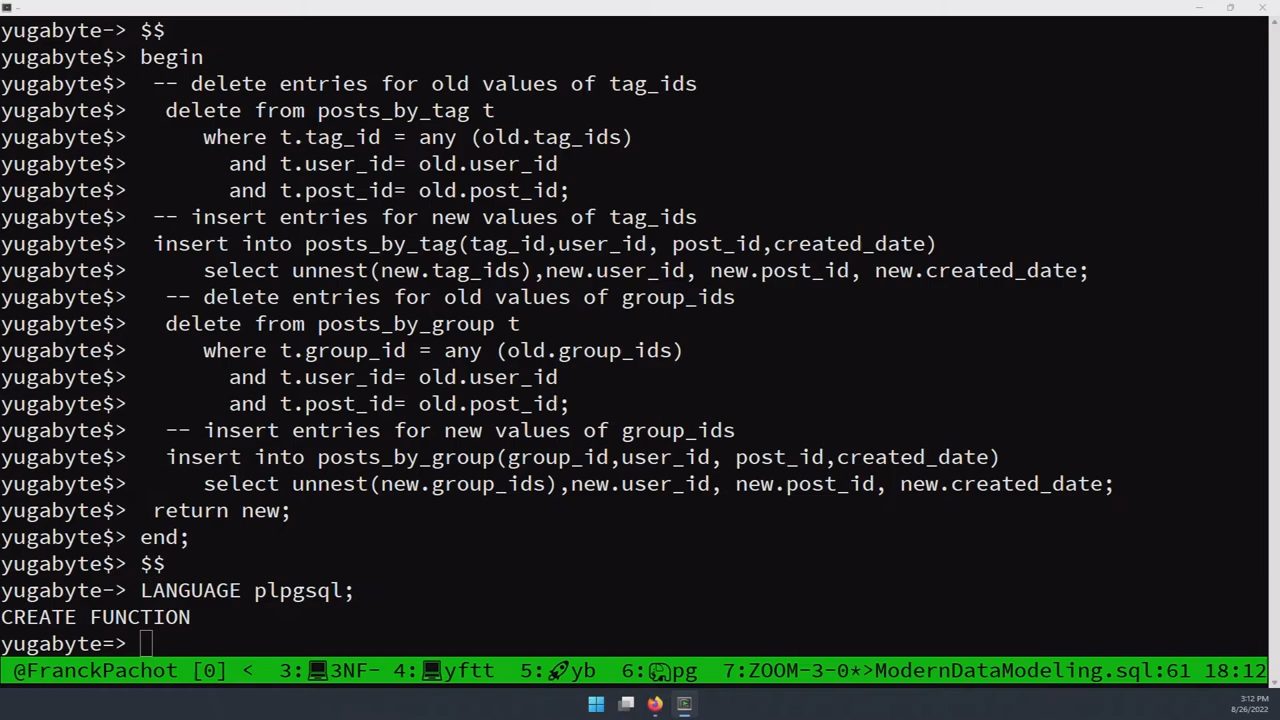 yugabyte-> $$
yugabyte$> begin
yugabyte$>  -- delete entries for old values of tag_ids
yugabyte$>   delete from posts_by_tag t
yugabyte$>      where t.tag_id = any (old.tag_ids)
yugabyte$>        and t.user_id= old.user_id
yugabyte$>        and t.post_id= old.post_id;
yugabyte$>  -- insert entries for new values of tag_ids
yugabyte$>  insert into posts_by_tag(tag_id,user_id, post_id,created_date)
yugabyte$>      select unnest(new.tag_ids),new.user_id, new.post_id, new.created_date;
yugabyte$>   -- delete entries for old values of group_ids
yugabyte$>   delete from posts_by_group t
yugabyte$>      where t.group_id = any (old.group_ids)
yugabyte$>        and t.user_id= old.user_id
yugabyte$>        and t.post_id= old.post_id;
yugabyte$>   -- insert entries for new values of group_ids
yugabyte$>   insert into posts_by_group(group_id,user_id, post_id,created_date)
yugabyte$>      select unnest(new.group_ids),new.user_id, new.post_id, new.created_date;
yugabyte$>  return new;
yugabyte$> end;
yugabyte$> $$
yugabyte-> LANGUAGE plpgsql;
CREATE FUNCTION
yugabyte=>
@FranckPachot [0] <  3:💻3NF- 4:💻yftt  5:🚀yb  6:🐘pg  7:ZOOM-3-0*>ModernDataModeling.sql:61 18:12
3:12 PM
8/26/2022